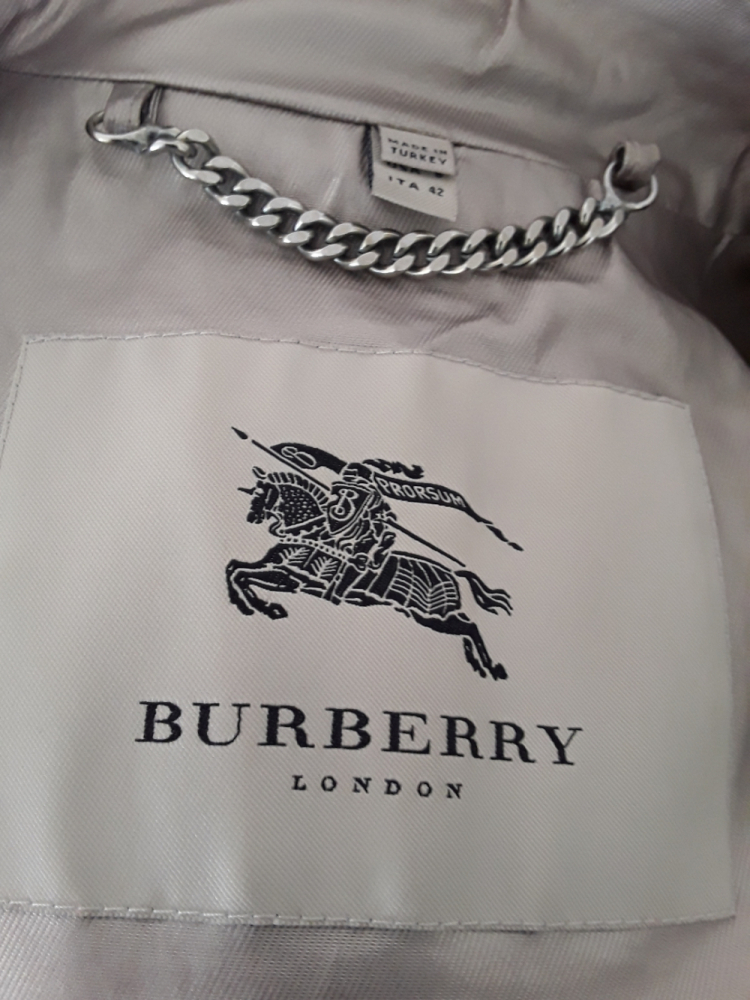 MADE IN
TURKEY
ITA 42
B
PRORSUM
B
BURBERRY
LONDON